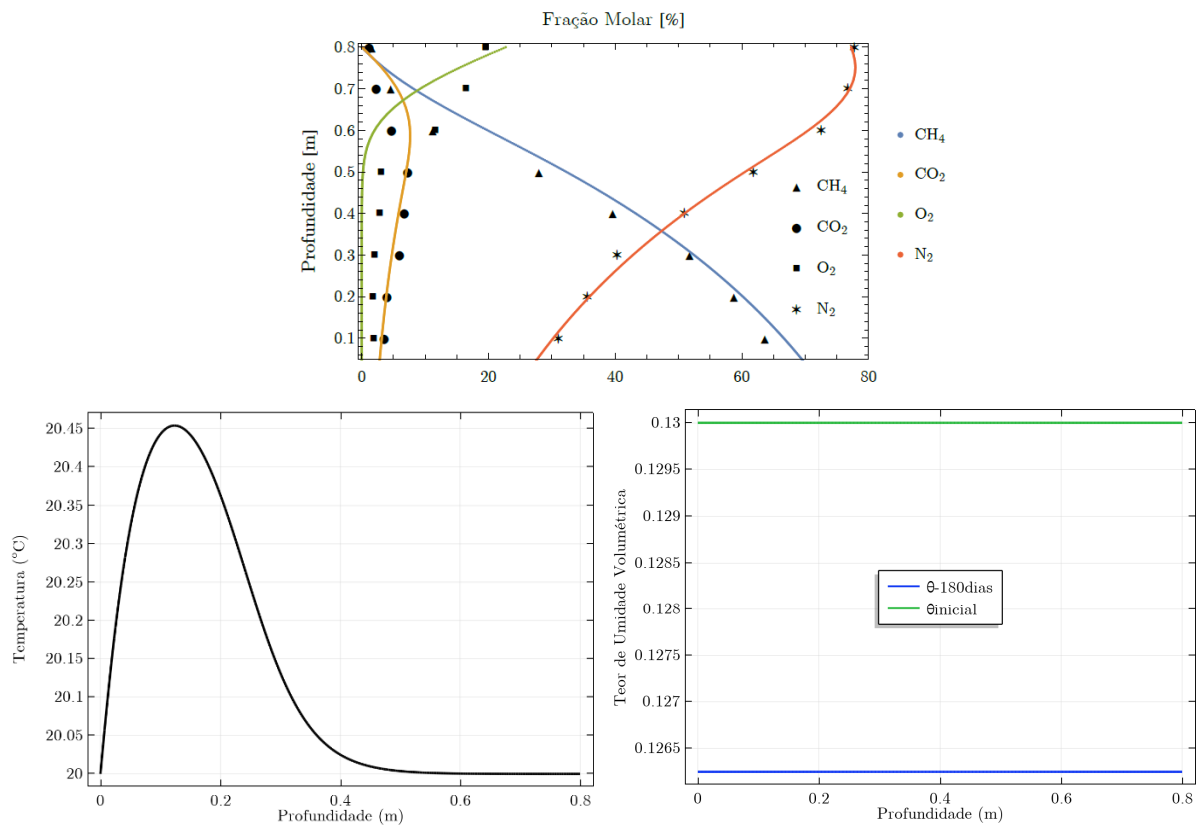 Fração Molar [%]
Profundidade [m]
0.8
0.7
0.6
0.5
0.4
0.3
0.2
0.1
0 20 40 60 80
CH₄
CO₂
O₂
N₂
CH₄
CO₂
O₂
N₂
Temperatura (°C)
20.45
20.4
20.35
20.3
20.25
20.2
20.15
20.1
20.05
20
0 0.2 0.4 0.6 0.8
Profundidade (m)
Teor de Umidade Volumétrica
0.13
0.1295
0.129
0.1285
0.128
0.1275
0.127
0.1265
θ-180dias
θinicial
0 0.2 0.4 0.6 0.8
Profundidade (m)